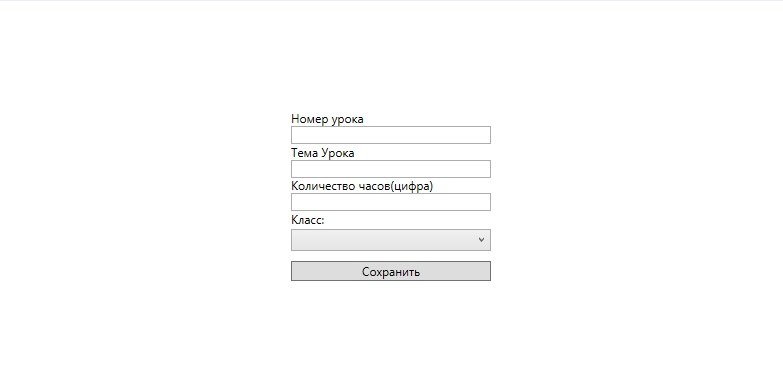 Номер урока
Тема Урока
Количество часов(цифра)
Класс:
Сохранить